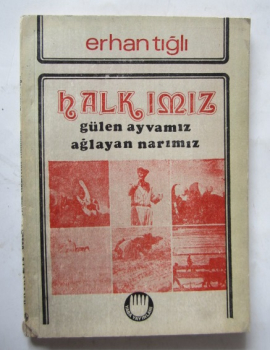 erhan tığlı
HALKIMIZ
gülen ayvamız
ağlayan narımız